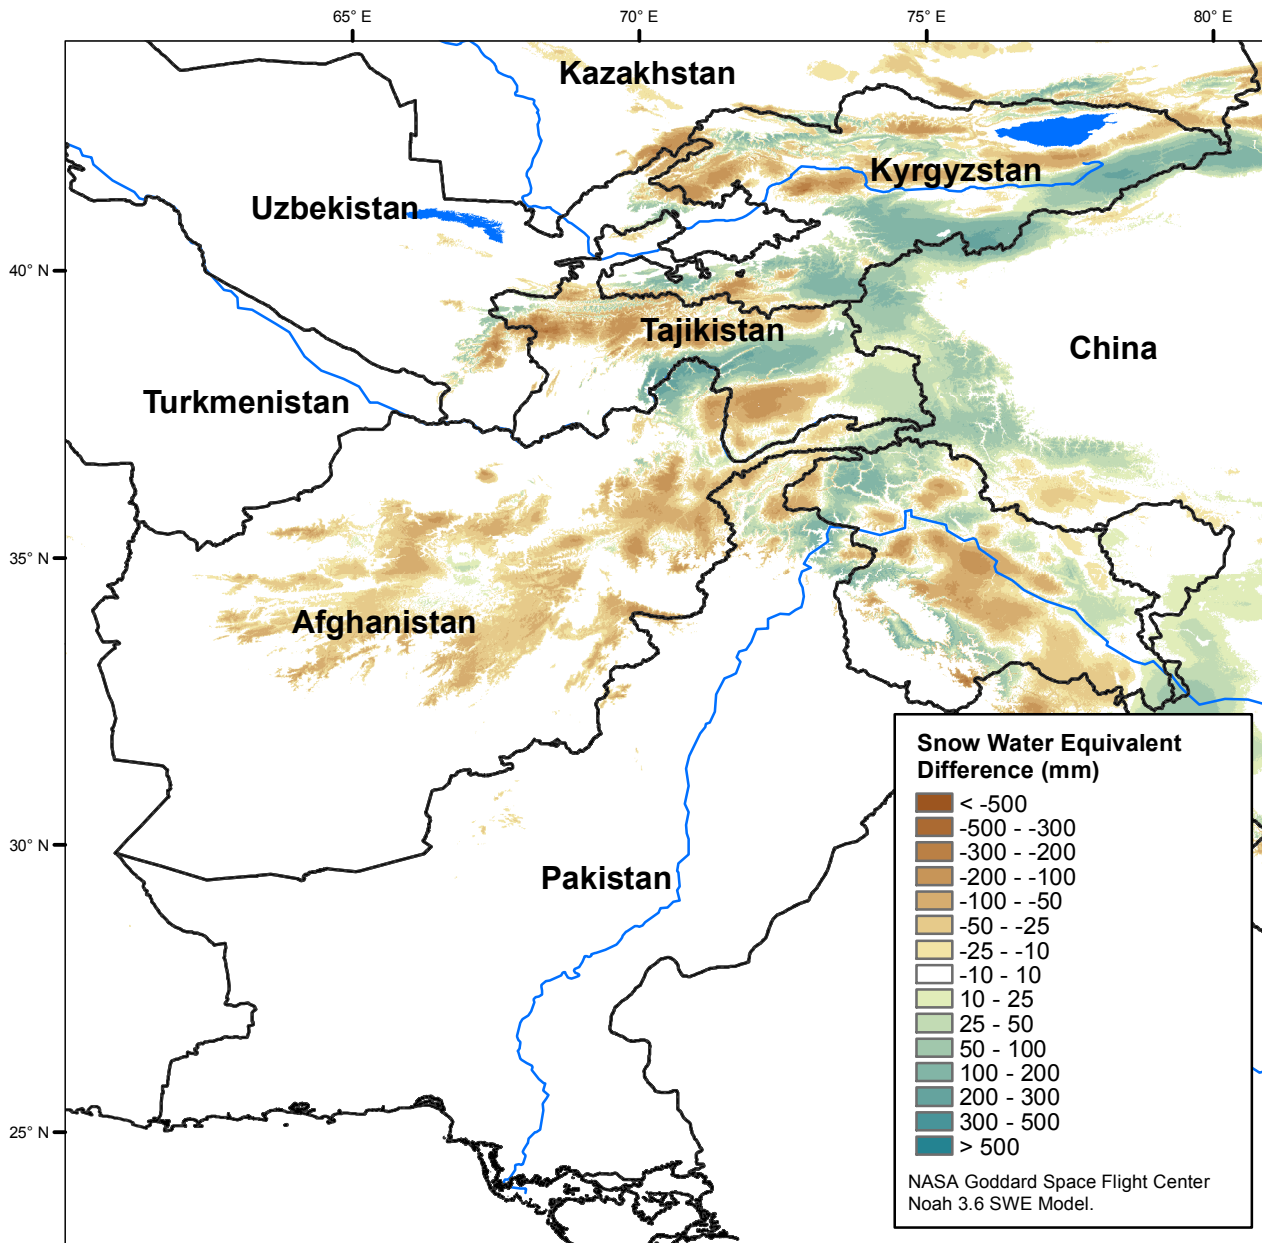 65° E
70° E
75° E
80° E
Kazakhstan
Kyrgyzstan
Uzbekistan
40° N
Tajikistan
China
Turkmenistan
35° N
Afghanistan
30° N
Pakistan
25° N
Snow Water Equivalent
Difference (mm)
< -500
-500 - -300
-300 - -200
-200 - -100
-100 - -50
-50 - -25
-25 - -10
-10 - 10
10 - 25
25 - 50
50 - 100
100 - 200
200 - 300
300 - 500
> 500
NASA Goddard Space Flight Center
Noah 3.6 SWE Model.